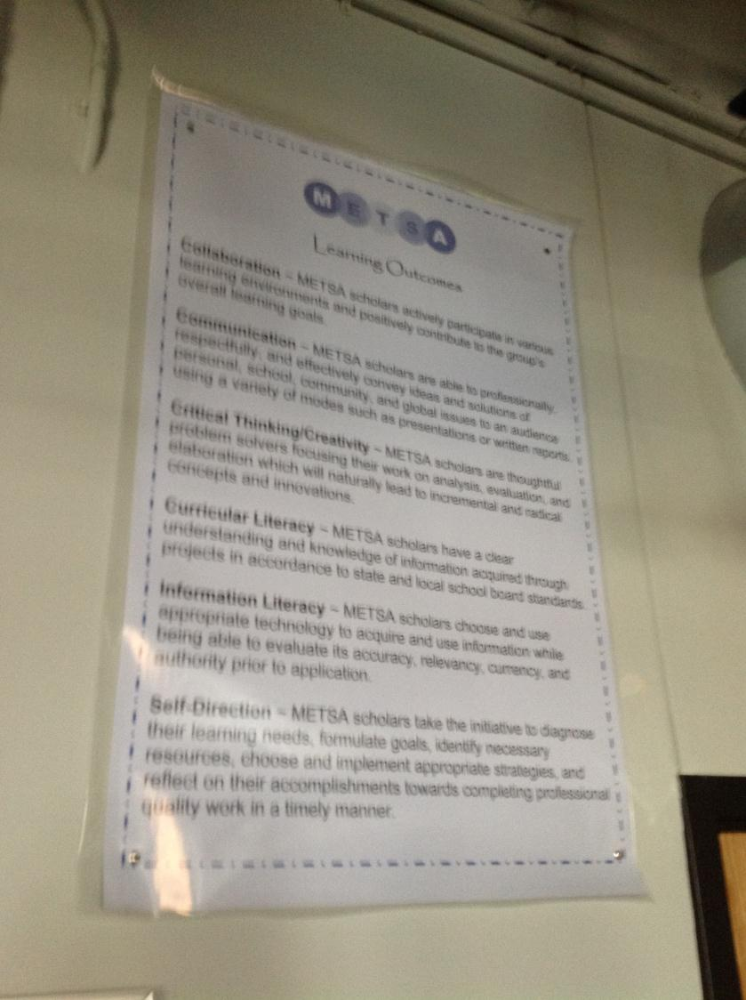 METSA
Learning Outcomes
Collaboration – METSA scholars actively participate in various
learning environments and positively contribute to the group's
overall learning goals.
Communication – METSA scholars are able to professionally,
respectfully, and effectively convey ideas and solutions of
personal, school, community, and global issues to an audience
using a variety of modes such as presentations or written reports.
Critical Thinking/Creativity – METSA scholars are thoughtful
problem solvers focusing their work on analysis, evaluation, and
elaboration which will naturally lead to incremental and radical
concepts and innovations.
Curricular Literacy – METSA scholars have a clear
understanding and knowledge of information acquired through
projects in accordance to state and local school board standards.
Information Literacy – METSA scholars choose and use
appropriate technology to acquire and use information while
being able to evaluate its accuracy, relevancy, currency, and
authority prior to application.
Self-Direction – METSA scholars take the initiative to diagnose
their learning needs, formulate goals, identify necessary
resources, choose and implement appropriate strategies, and
reflect on their accomplishments towards completing professional
quality work in a timely manner.